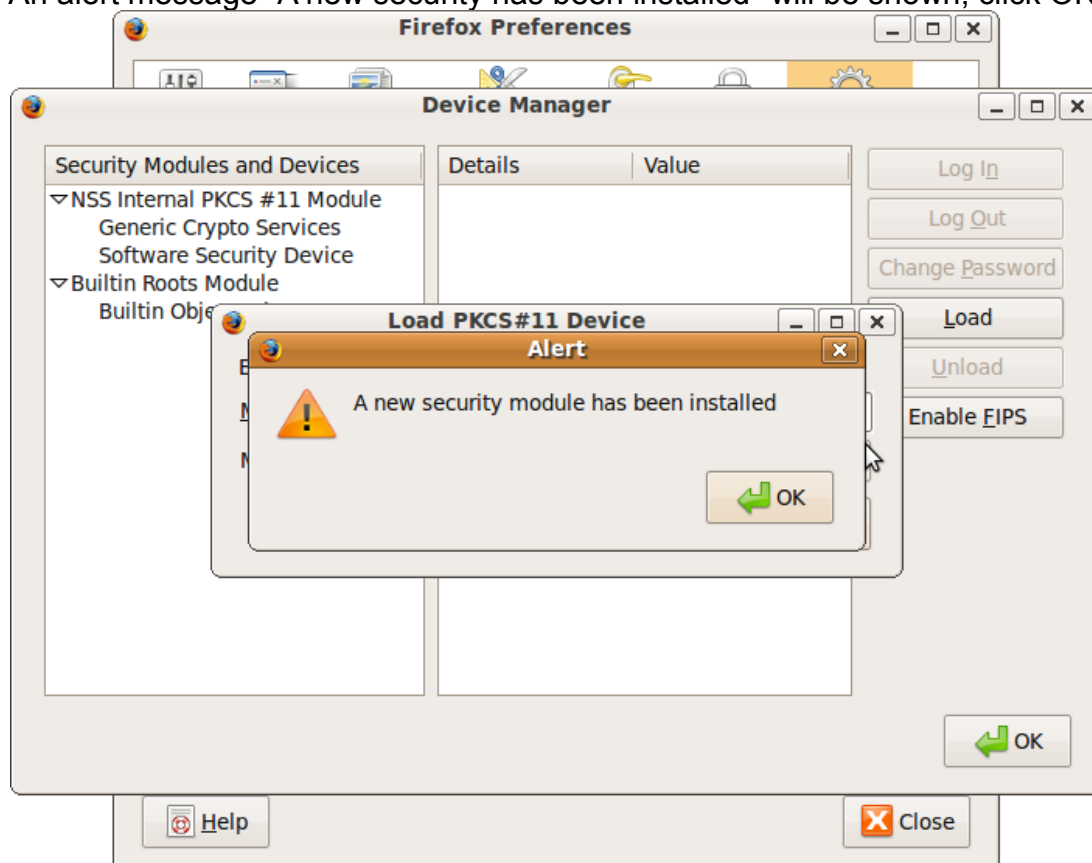 An alert message "A new security has been installed" will be shown, click
Firefox Preferences
Device Manager
Security Modules and Devices
Details
Value
NSS Internal PKCS #11 Module
Generic Crypto Services
Software Security Device
Builtin Roots Module
Builtin
Log In
Log Out
Change Password
Load
Unload
Enable FIPS
Load PKCS#11 Device
Alert
A new security module has been installed
OK
OK
Help
Close